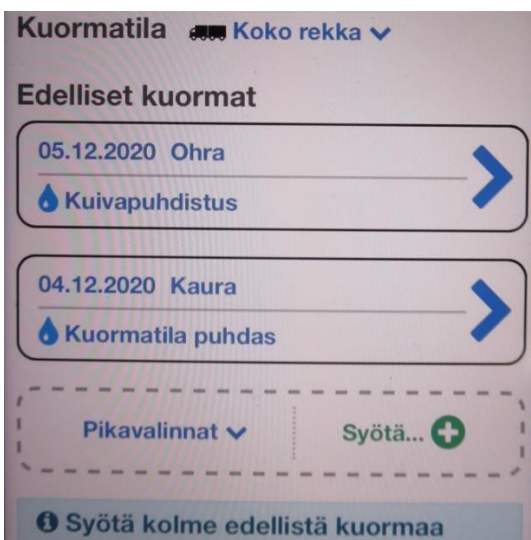 Kuormatila Koko rekka
Edelliset kuormat
05.12.2020 Ohra
Kuivapuhdistus
04.12.2020 Kaura
Kuormatila puhdas
Pikavalinnat Syötä...
Syötä kolme edellistä kuormaa